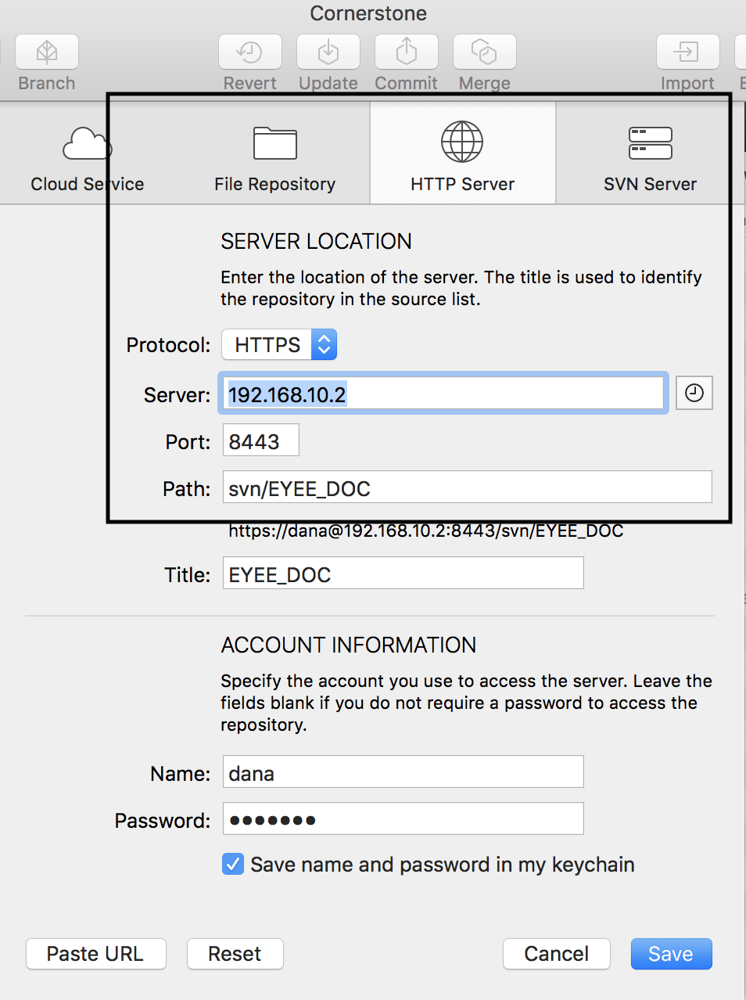 Cornerstone
Branch Revert Update Commit Merge Import
Cloud Service File Repository HTTP Server SVN Server
SERVER LOCATION
Enter the location of the server. The title is used to identify
the repository in the source list.
Protocol: HTTPS
Server: 192.168.10.2
Port: 8443
Path: svn/EYEE_DOC
https://dana@192.168.10.2:8443/svn/EYEE_DOC
Title: EYEE_DOC
ACCOUNT INFORMATION
Specify the account you use to access the server. Leave the
fields blank if you do not require a password to access the
repository.
Name: dana
Password: •••••••
Save name and password in my keychain
Paste URL Reset Cancel Save